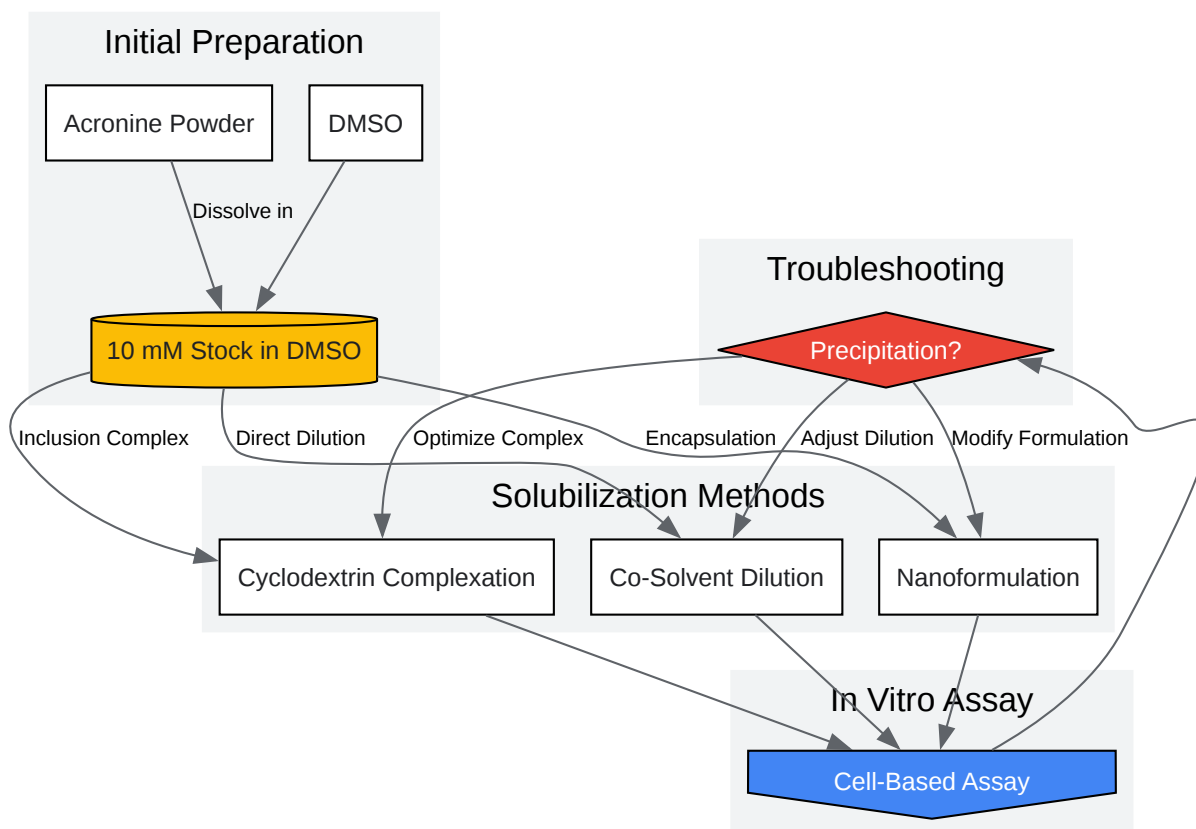 Initial Preparation
Acronine Powder
DMSO
Dissolve in
Troubleshooting
10 mM Stock in DMSO
Precipitation?
Inclusion Complex
Direct Dilution
Optimize Complex
Encapsulation
Adjust Dilution
Modify Formulation
Solubilization Methods
Cyclodextrin Complexation
Co-Solvent Dilution
Nanoformulation
In Vitro Assay
Cell-Based Assay